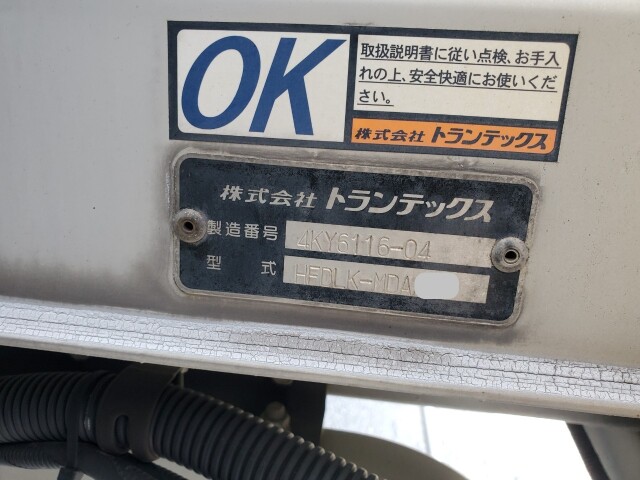 OK
取扱説明書に従い点検、お手入
れの上、安全快適にお使いくだ
さい。
株式会社 トランテックス
株式会社 トランテックス
製造番号 4KY6116-04
型式 HFDLK-MDA